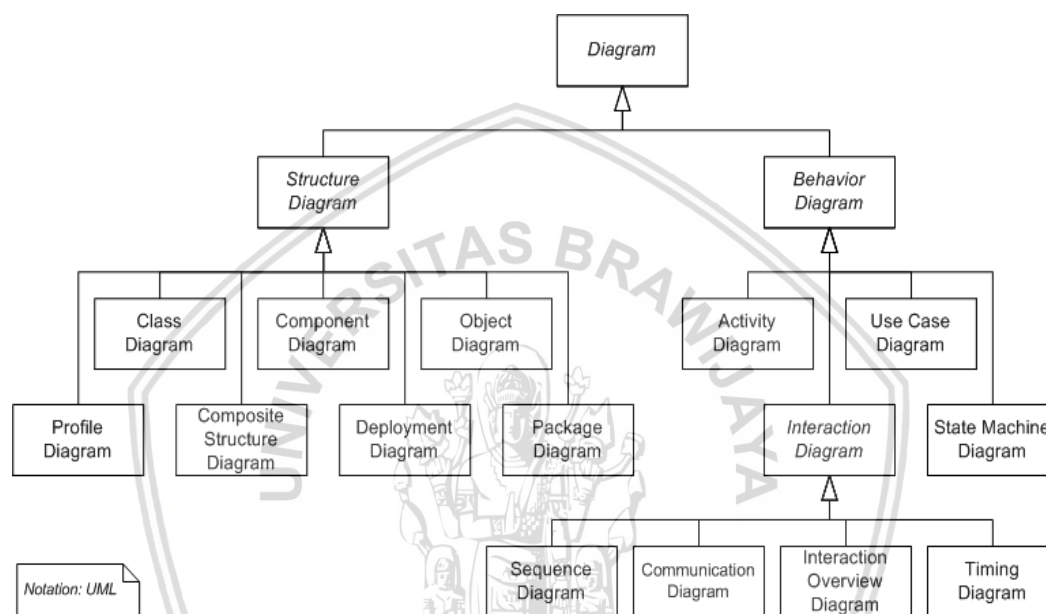 Diagram
Structure
Diagram
Behavior
Diagram
UNIVERSITAS BRAWIJAYA
Class
Diagram
Component
Diagram
Object
Diagram
Activity
Diagram
Use Case
Diagram
Profile
Diagram
Composite
Structure
Diagram
Deployment
Diagram
Package
Diagram
Interaction
Diagram
State Machine
Diagram
Sequence
Diagram
Communication
Diagram
Interaction
Overview
Diagram
Timing
Diagram
Notation: UML